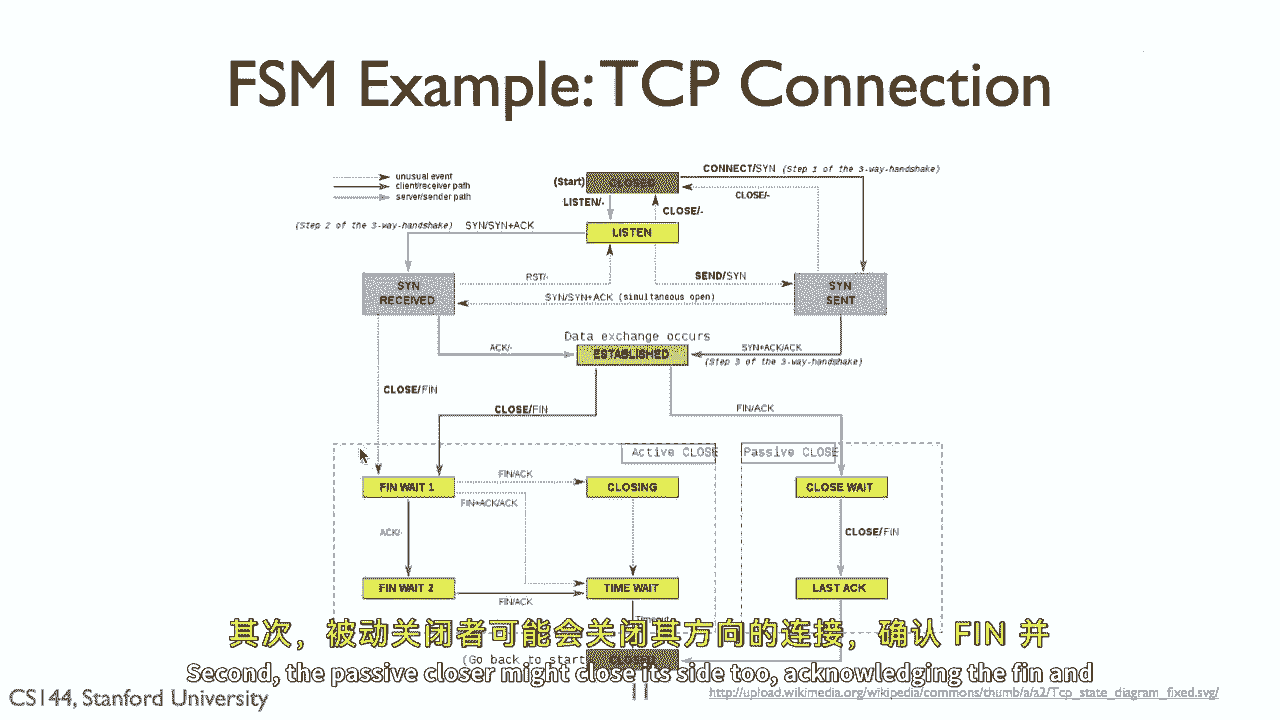 FSM Example: TCP Connection
unusual event
client/receiver path
server/sender path
(Start)
CLOSED
CONNECT/SYN (Step 1 of the 3-way-handshake)
CLOSE/-
LISTEN/-
CLOSE/-
(Step 2 of the 3-way-handshake) SYN/SYN+ACK
LISTEN
SYN
RECEIVED
RST/-
SEND/SYN
SYN
SENT
SYN/SYN+ACK (simultaneous open)
Data exchange occurs
ACK/-
ESTABLISHED
SYN+ACK/ACK
(Step 3 of the 3-way-handshake)
CLOSE/FIN
CLOSE/FIN
FIN/ACK
Active CLOSE
Passive CLOSE
FIN WAIT 1
FIN/ACK
CLOSING
CLOSE WAIT
FIN+ACK/ACK
ACK/-
CLOSE/FIN
FIN WAIT 2
FIN/ACK
TIME WAIT
LAST ACK
Timeout
其次，被动关闭者可能会关闭其方向的连接，确认 FIN 并
(Go back to start)
Second, the passive closer might close its side too, acknowledging the fin and
CS144, Stanford University
http://upload.wikimedia.org/wikipedia/commons/thumb/a/a2/Tcp_state_diagram_fixed.svg/